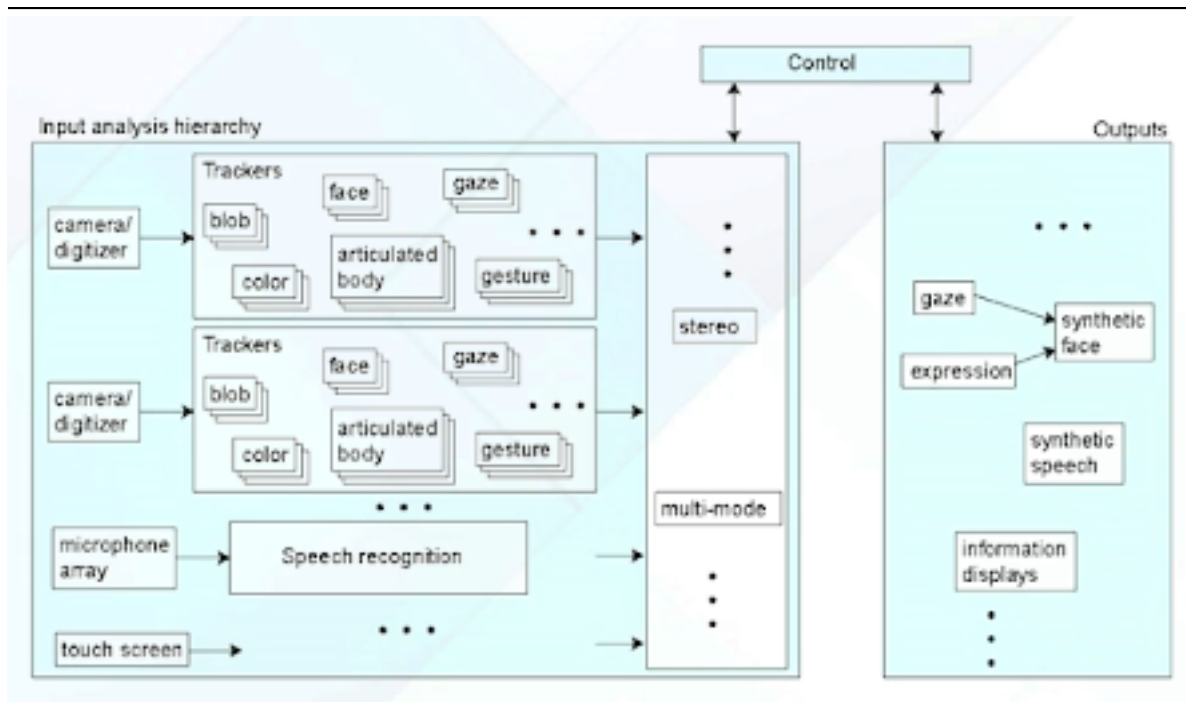 Control
Input analysis hierarchy
Outputs
Trackers
face
gaze
blob
camera/
digitizer
articulated
body
color
gesture
stereo
gaze
synthetic
face
expression
Trackers
face
gaze
blob
camera/
digitizer
articulated
body
color
gesture
synthetic
speech
multi-mode
microphone
array
Speech recognition
information
displays
touch screen